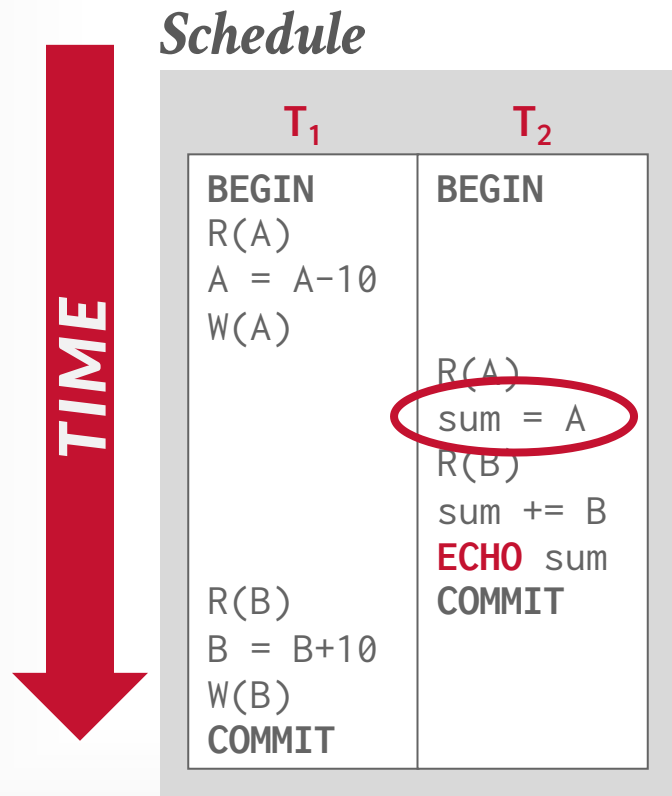 Schedule
TIME
T₁
T₂
BEGIN
R(A)
A = A-10
W(A)
R(B)
B = B+10
W(B)
COMMIT
BEGIN
R(A)
sum = A
R(B)
sum += B
ECHO sum
COMMIT